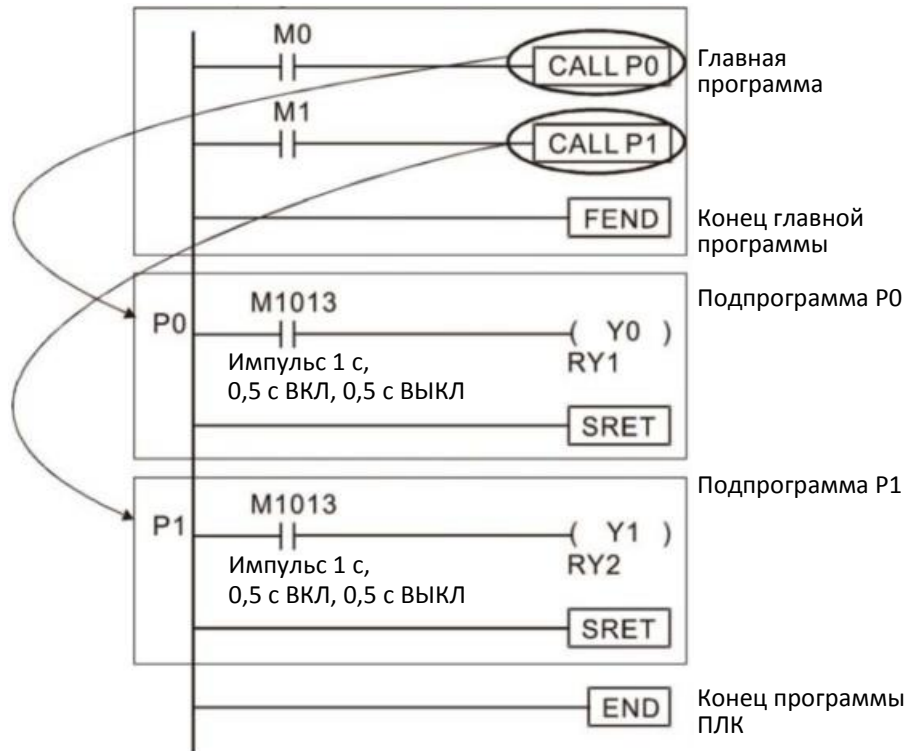 M0
CALL P0
Главная
программа
M1
CALL P1
FEND
Конец главной
программы
Подпрограмма P0
P0
M1013
( Y0 )
RY1
Импульс 1 с,
0,5 с ВКЛ, 0,5 с ВЫКЛ
SRET
Подпрограмма P1
P1
M1013
( Y1 )
RY2
Импульс 1 с,
0,5 с ВКЛ, 0,5 с ВЫКЛ
SRET
END
Конец программы
ПЛК